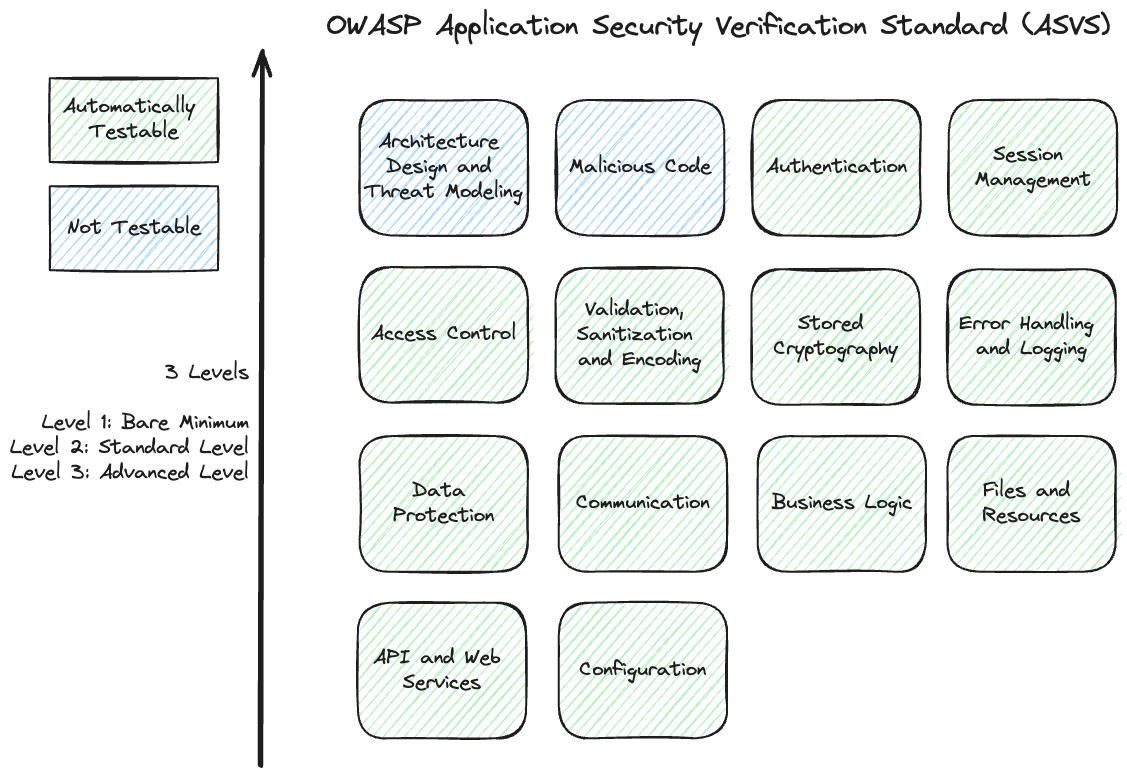 OWASP Application Security Verification Standard (ASVS)
Automatically
Testable
Not Testable
3 Levels
Level 1: Bare Minimum
Level 2: Standard Level
Level 3: Advanced Level
Architecture
Design and
Threat Modeling
Malicious Code
Authentication
Session
Management
Access Control
Validation,
Sanitization
and Encoding
Stored
Cryptography
Error Handling
and Logging
Data
Protection
Communication
Business Logic
Files and
Resources
API and Web
Services
Configuration